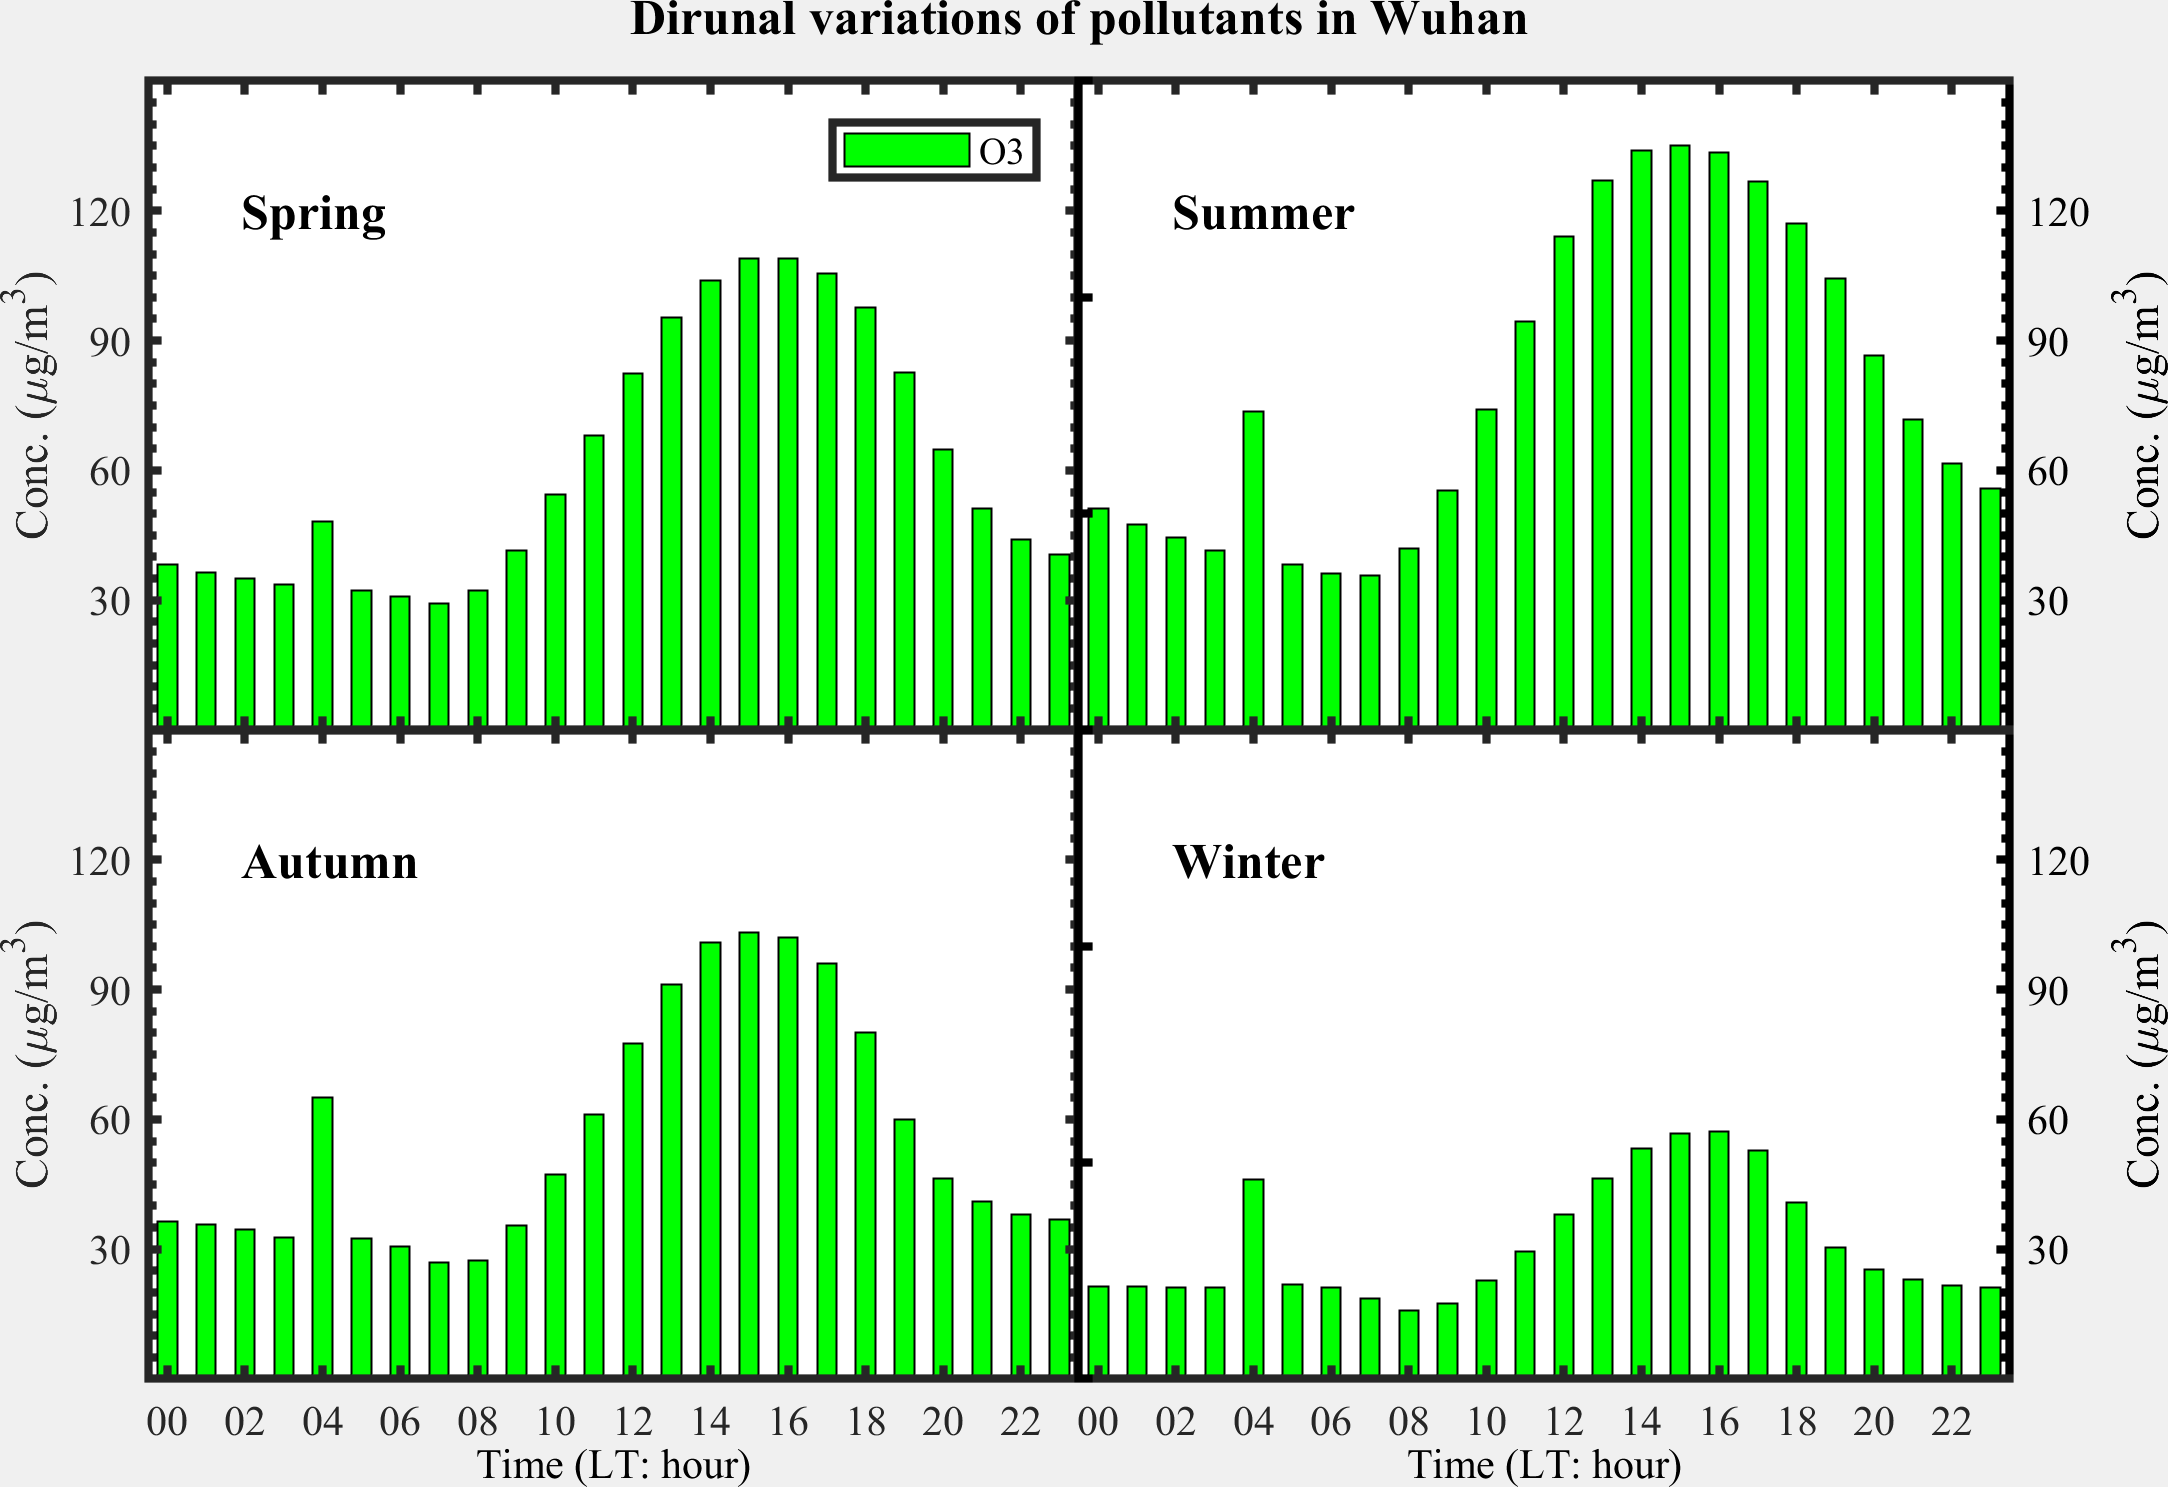 Dirunal variations of pollutants in Wuhan
O3
Spring
Summer
120
90
60
30
Conc. (μg/m³)
120
90
60
30
Conc. (μg/m³)
Autumn
Winter
120
90
60
30
Conc. (μg/m³)
120
90
60
30
Conc. (μg/m³)
00 02 04 06 08 10 12 14 16 18 20 22
00 02 04 06 08 10 12 14 16 18 20 22
Time (LT: hour)
Time (LT: hour)